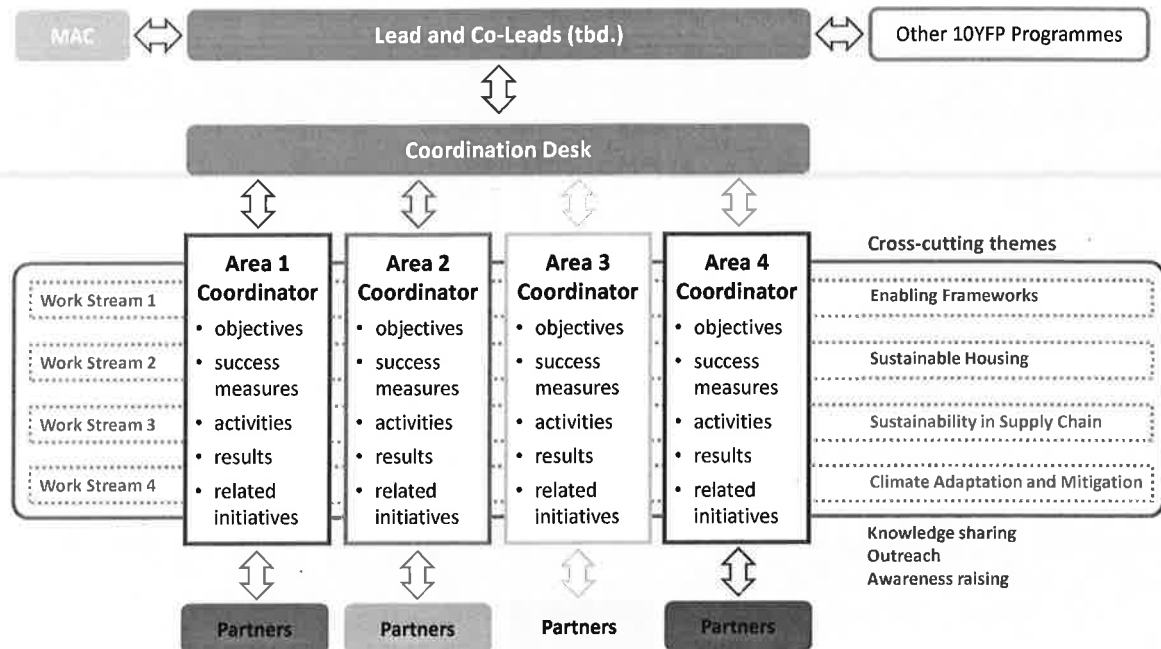 MAC
Lead and Co-Leads (tbd.)
Other 10YFP Programmes
Coordination Desk
Cross-cutting themes
Area 1
Coordinator
• objectives
• success
measures
• activities
• results
• related
initiatives
Area 2
Coordinator
• objectives
• success
measures
• activities
• results
• related
initiatives
Area 3
Coordinator
• objectives
• success
measures
• activities
• results
• related
initiatives
Area 4
Coordinator
• objectives
• success
measures
• activities
• results
• related
initiatives
Work Stream 1
Enabling Frameworks
Work Stream 2
Sustainable Housing
Work Stream 3
Sustainability in Supply Chain
Work Stream 4
Climate Adaptation and Mitigation
Knowledge sharing
Outreach
Awareness raising
Partners
Partners
Partners
Partners